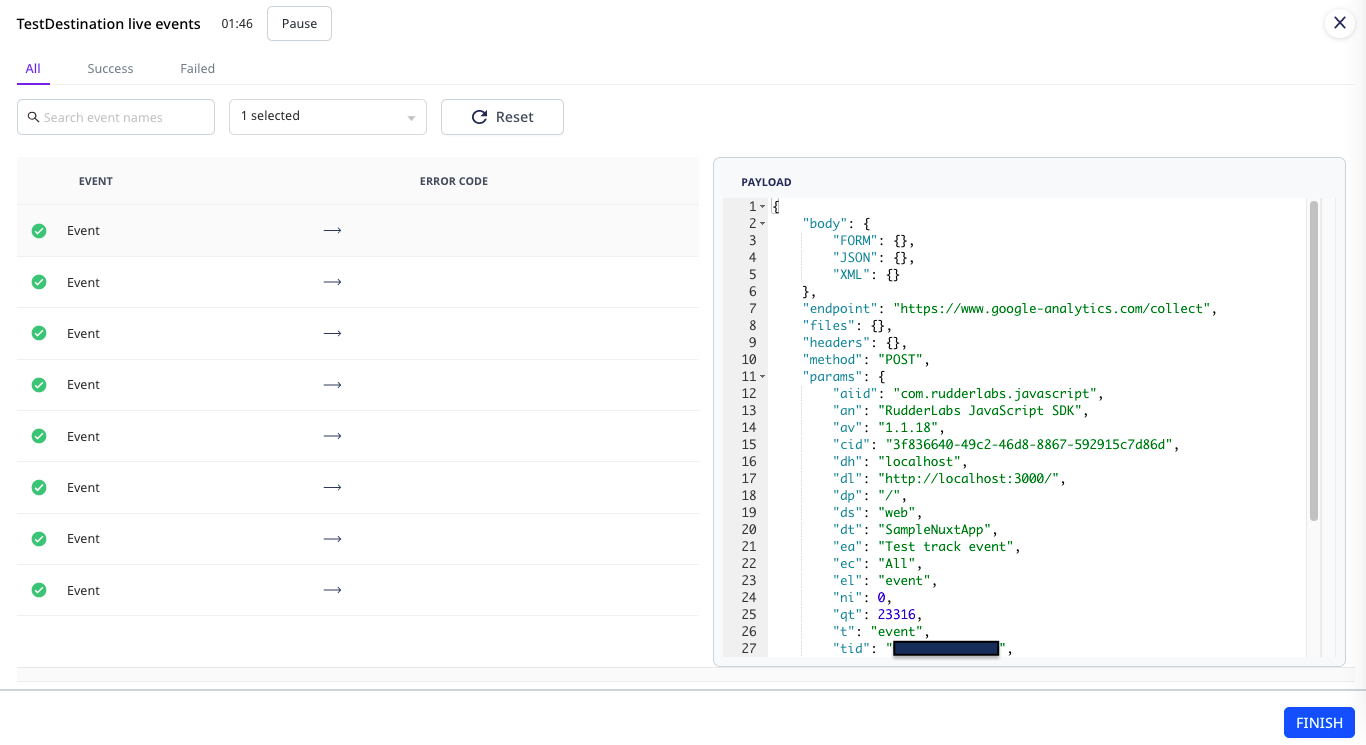 TestDestination live events 01:46 Pause
All Success Failed
Search event names 1 selected Reset
EVENT ERROR CODE
Event
Event
Event
Event
Event
Event
Event
Event
PAYLOAD
1 {
2 "body": {
3 "FORM": {},
4 "JSON": {},
5 "XML": {}
6 },
7 "endpoint": "https://www.google-analytics.com/collect",
8 "files": {},
9 "headers": {},
10 "method": "POST",
11 "params": {
12 "aiid": "com.rudderlabs.javascript",
13 "an": "RudderLabs JavaScript SDK",
14 "av": "1.1.18",
15 "cid": "3f836640-49c2-46d8-8867-592915c7d86d",
16 "dh": "localhost",
17 "dl": "http://localhost:3000/",
18 "dp": "/",
19 "ds": "web",
20 "dt": "SampleNuxtApp",
21 "ea": "Test track event",
22 "ec": "All",
23 "el": "event",
24 "ni": 0,
25 "qt": 23316,
26 "t": "event",
27 "tid": "",
FINISH